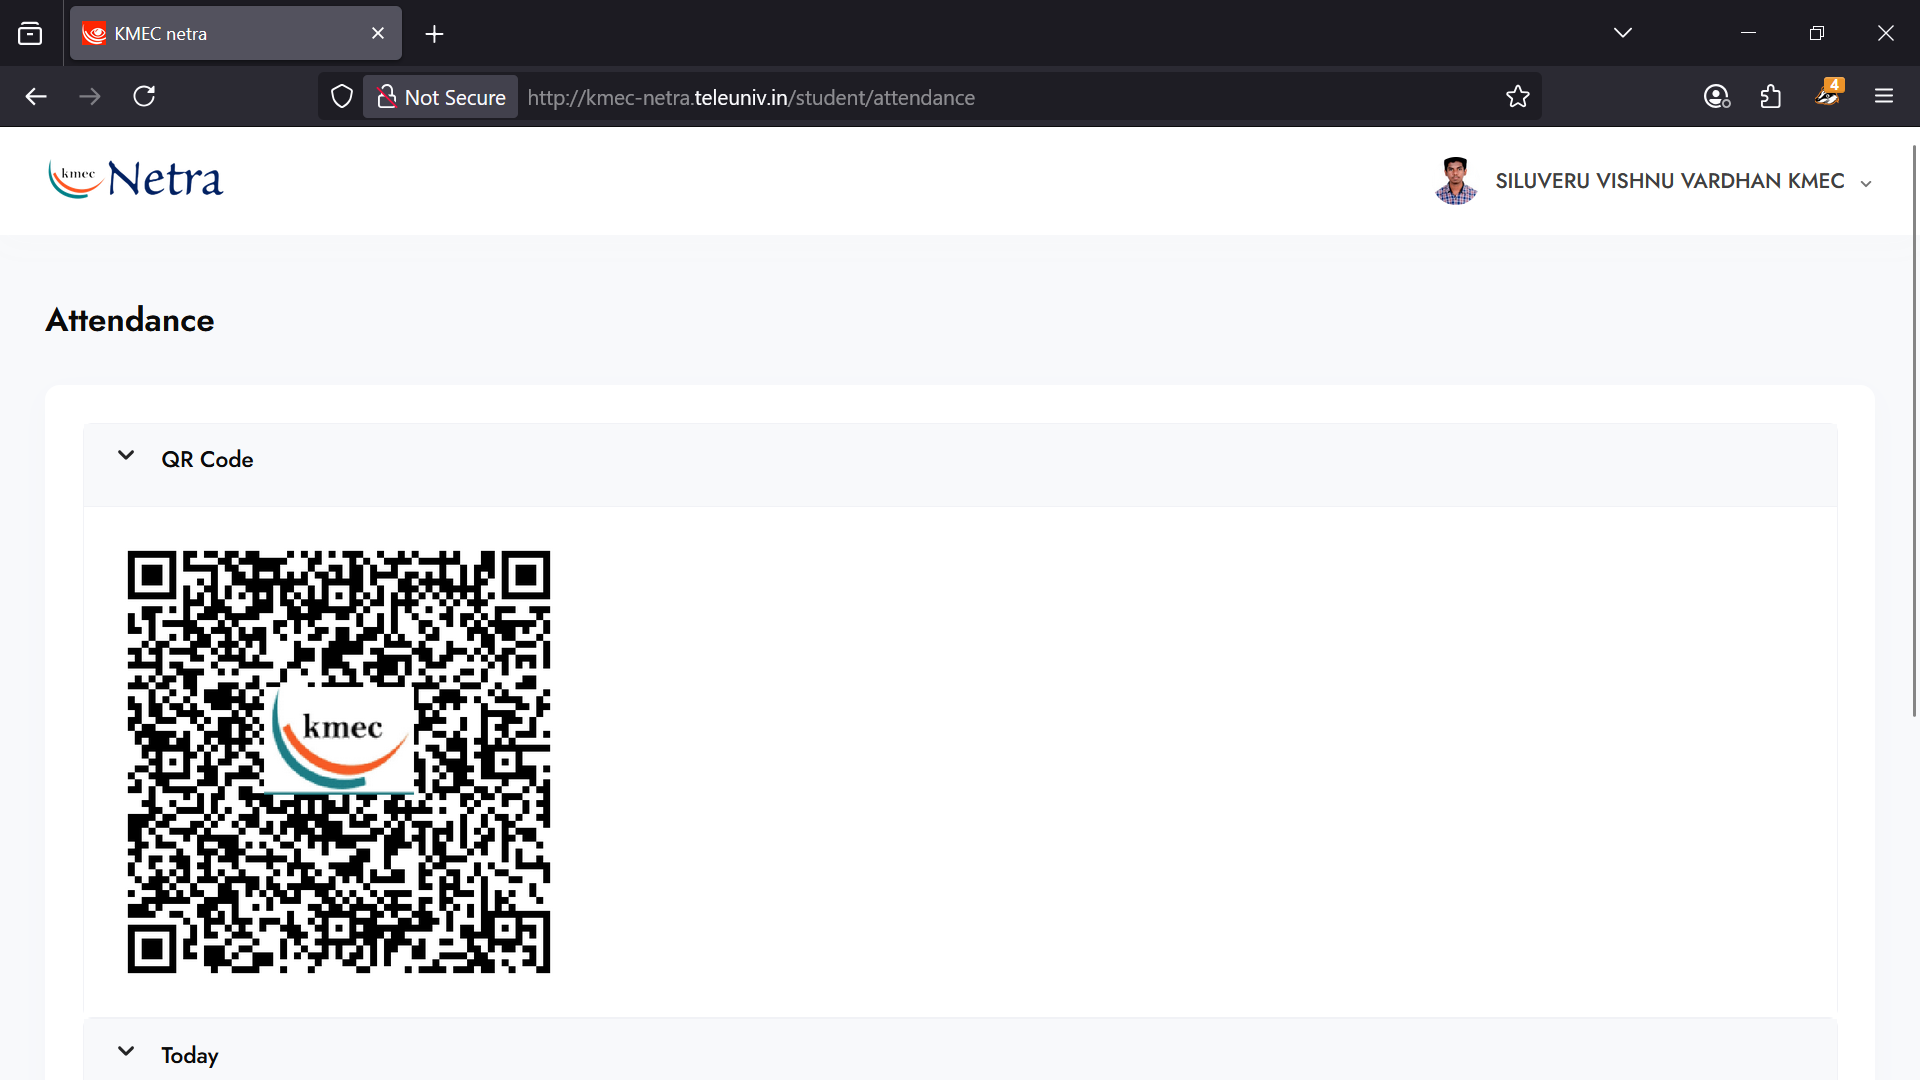 KMEC netra
Not Secure
http://kmec-netra.teleuniv.in/student/attendance
4
kmec Netra
SILUVERU VISHNU VARDHAN KMEC
Attendance
QR Code
kmec
Today